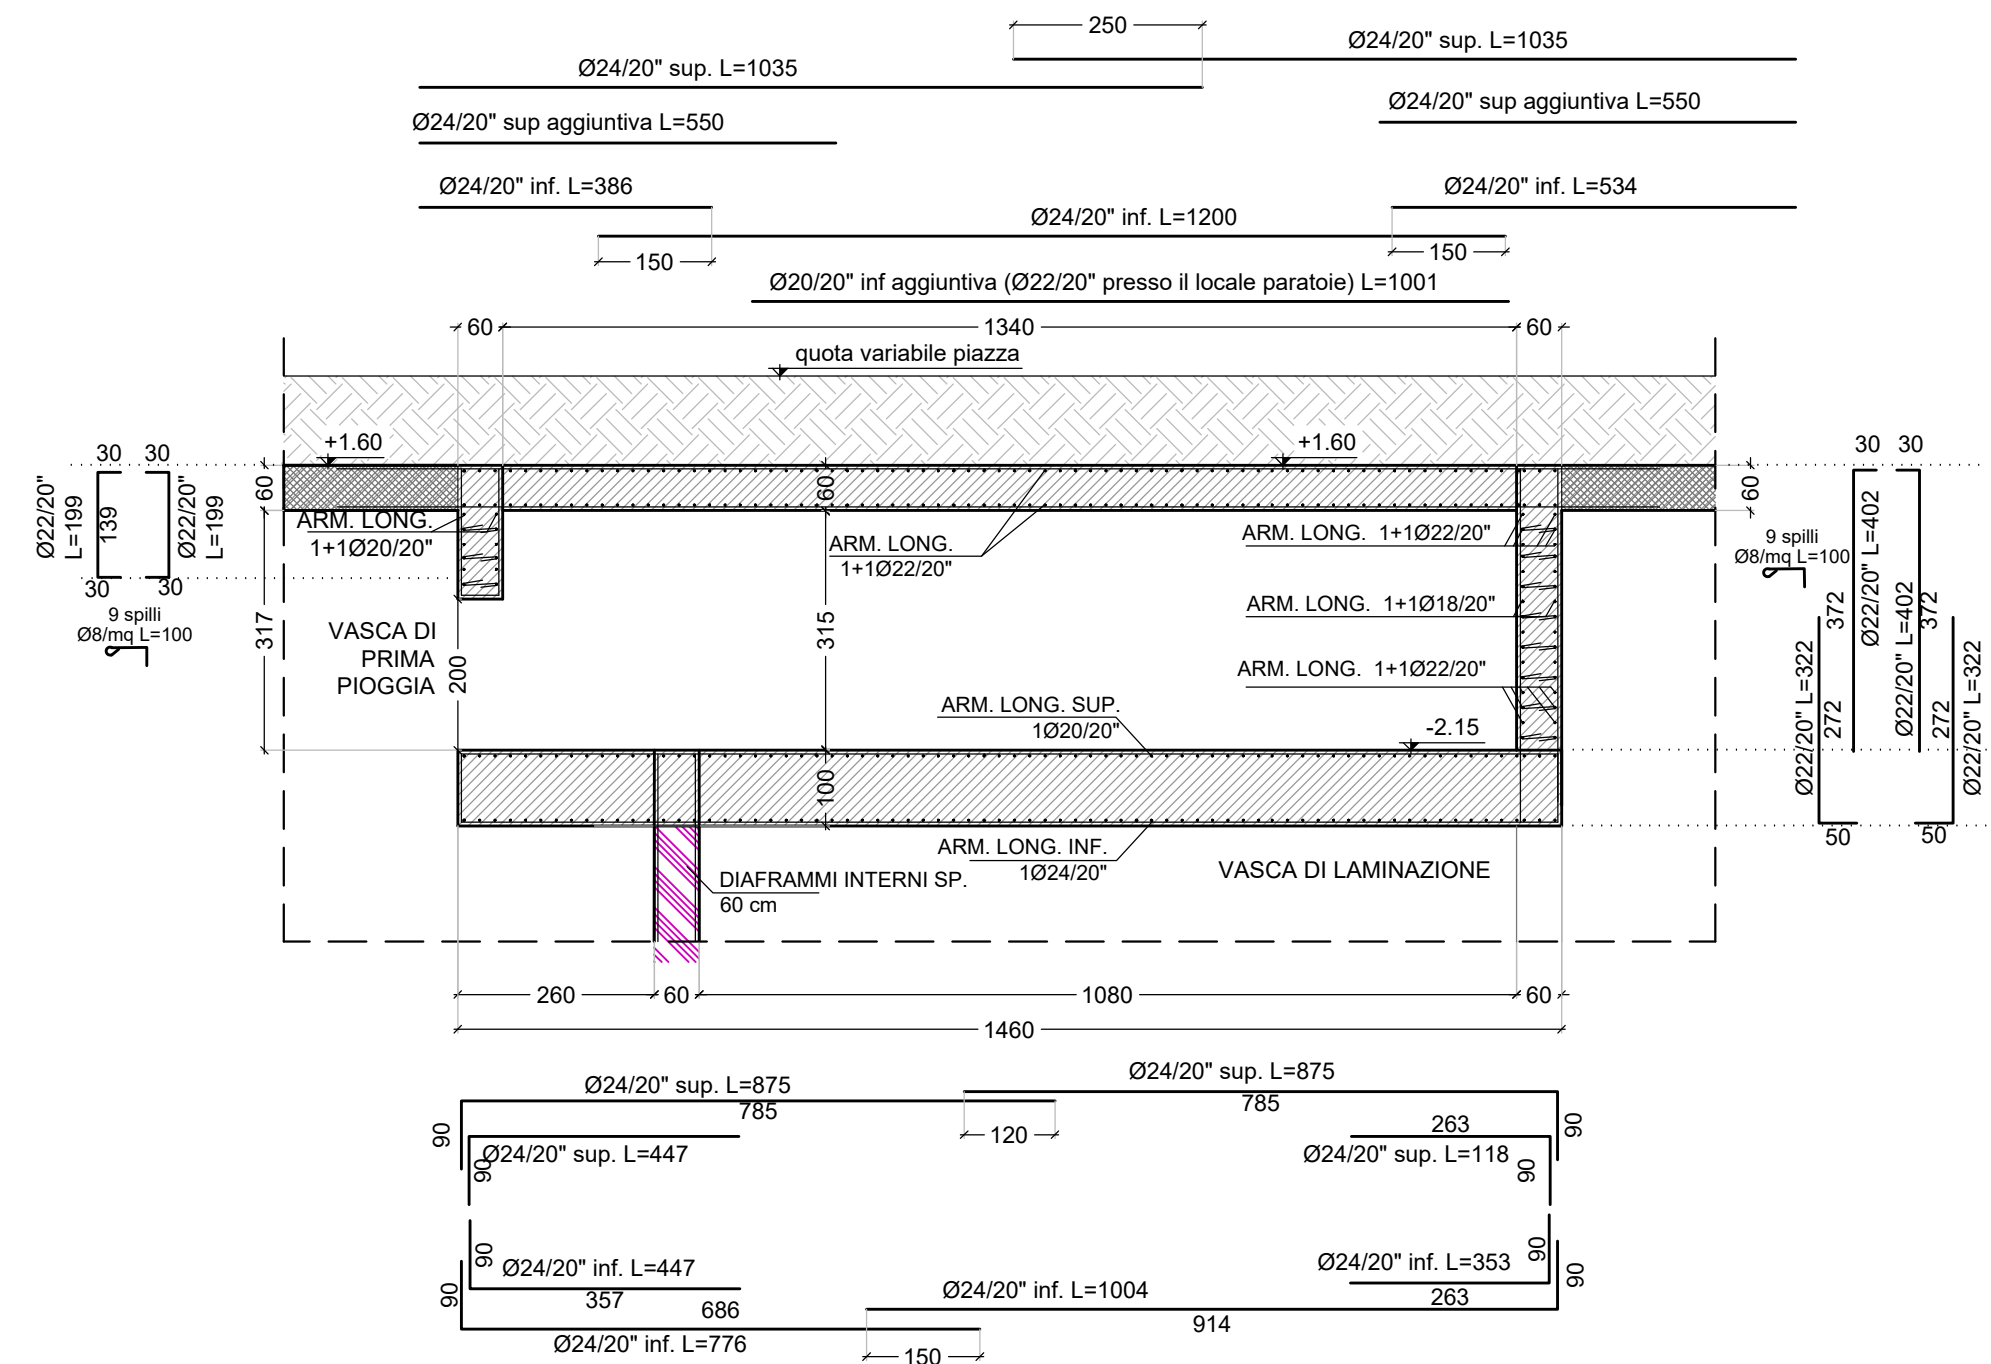 250
Ø24/20" sup. L=1035
Ø24/20" sup. L=1035
Ø24/20" sup aggiuntiva L=550
Ø24/20" sup aggiuntiva L=550
Ø24/20" inf. L=386
Ø24/20" inf. L=534
Ø24/20" inf. L=1200
150
150
Ø20/20" inf aggiuntiva (Ø22/20" presso il locale paratoie) L=1001
60
1340
60
quota variabile piazza
+1.60
+1.60
30
30
30
30
Ø22/20"
L=199
139
Ø22/20"
L=199
30
30
9 spilli
Ø8/mq L=100
60
317
ARM. LONG.
1+1Ø20/20"
VASCA DI
PRIMA
PIOGGIA
200
60
315
100
ARM. LONG.
1+1Ø22/20"
ARM. LONG. 1+1Ø22/20"
ARM. LONG. 1+1Ø18/20"
ARM. LONG. 1+1Ø22/20"
ARM. LONG. SUP.
1Ø20/20"
-2.15
ARM. LONG. INF.
1Ø24/20"
VASCA DI LAMINAZIONE
DIAFRAMMI INTERNI SP.
60 cm
60
9 spilli
Ø8/mq L=100
Ø22/20" L=322
272
372
Ø22/20" L=402
Ø22/20" L=402
372
272
Ø22/20" L=322
50
50
260
60
1080
60
1460
Ø24/20" sup. L=875
785
Ø24/20" sup. L=875
785
90
90
120
263
Ø24/20" sup. L=447
90
Ø24/20" sup. L=118
90
90
Ø24/20" inf. L=447
357
Ø24/20" inf. L=353
263
90
90
90
686
Ø24/20" inf. L=776
Ø24/20" inf. L=1004
914
150